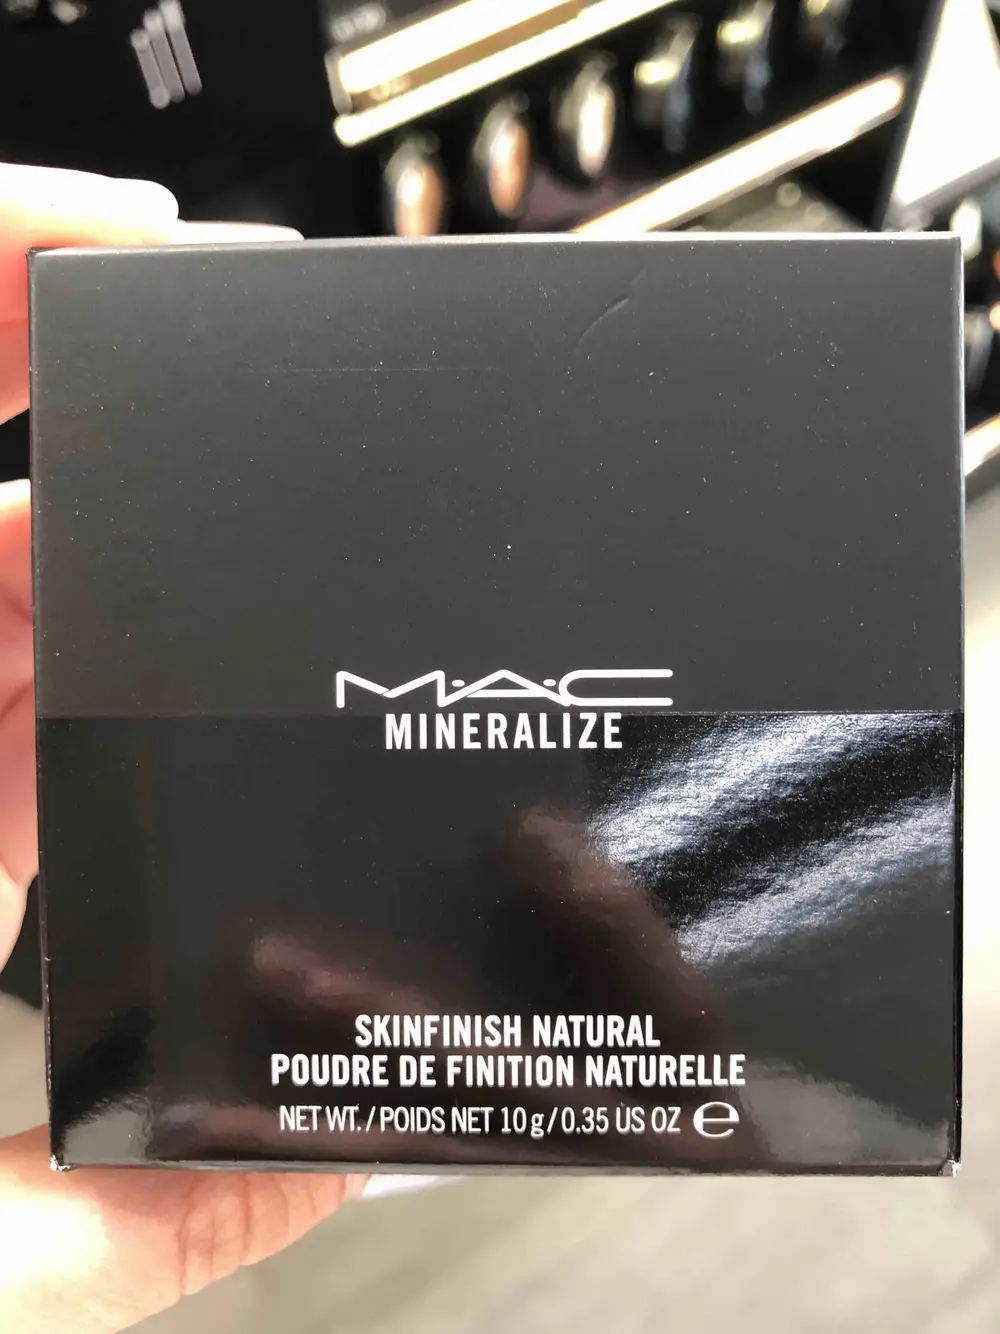 M·A·C
MINERALIZE
SKINFINISH NATURAL
POUDRE DE FINITION NATURELLE
NET WT. / POIDS NET 10 g / 0.35 US OZ ℮